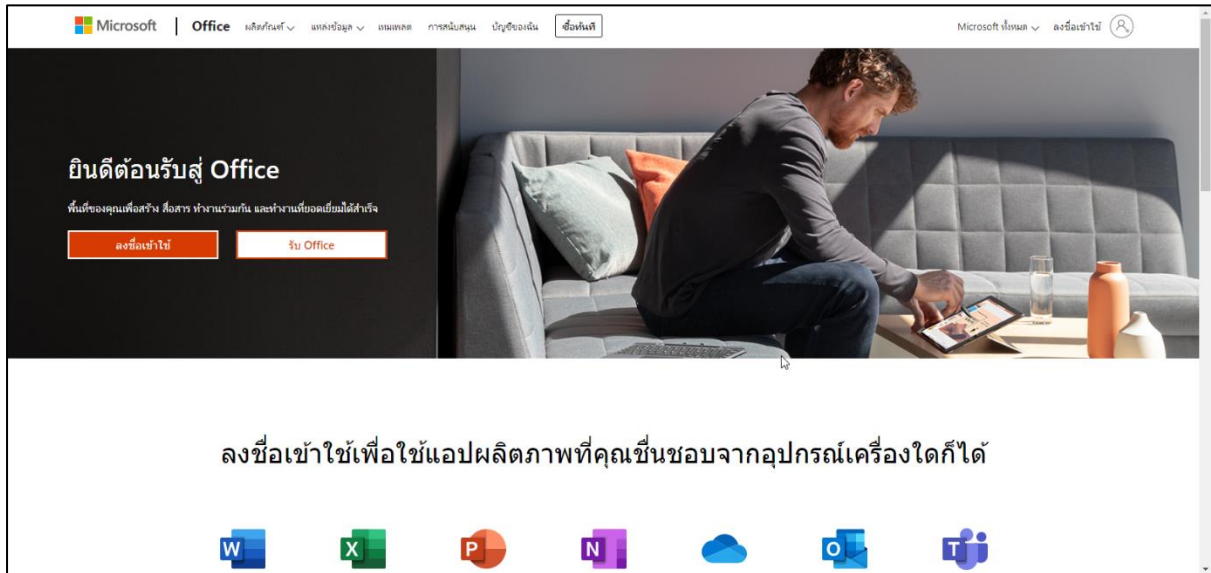 Microsoft Office ผลิตภัณฑ์ แหล่งข้อมูล เทมเพลต การสนับสนุน บัญชีของฉัน ซื้อทันที Microsoft ทั้งหมด ลงชื่อเข้าใช้
ยินดีต้อนรับสู่ Office
พื้นที่ของคุณเพื่อสร้าง สื่อสาร ทำงานร่วมกัน และทำงานที่ยอดเยี่ยมได้สำเร็จ
ลงชื่อเข้าใช้ รับ Office
ลงชื่อเข้าใช้เพื่อใช้แอปผลิตภาพที่คุณชื่นชอบจากอุปกรณ์เครื่องใดก็ได้
W X P N O T